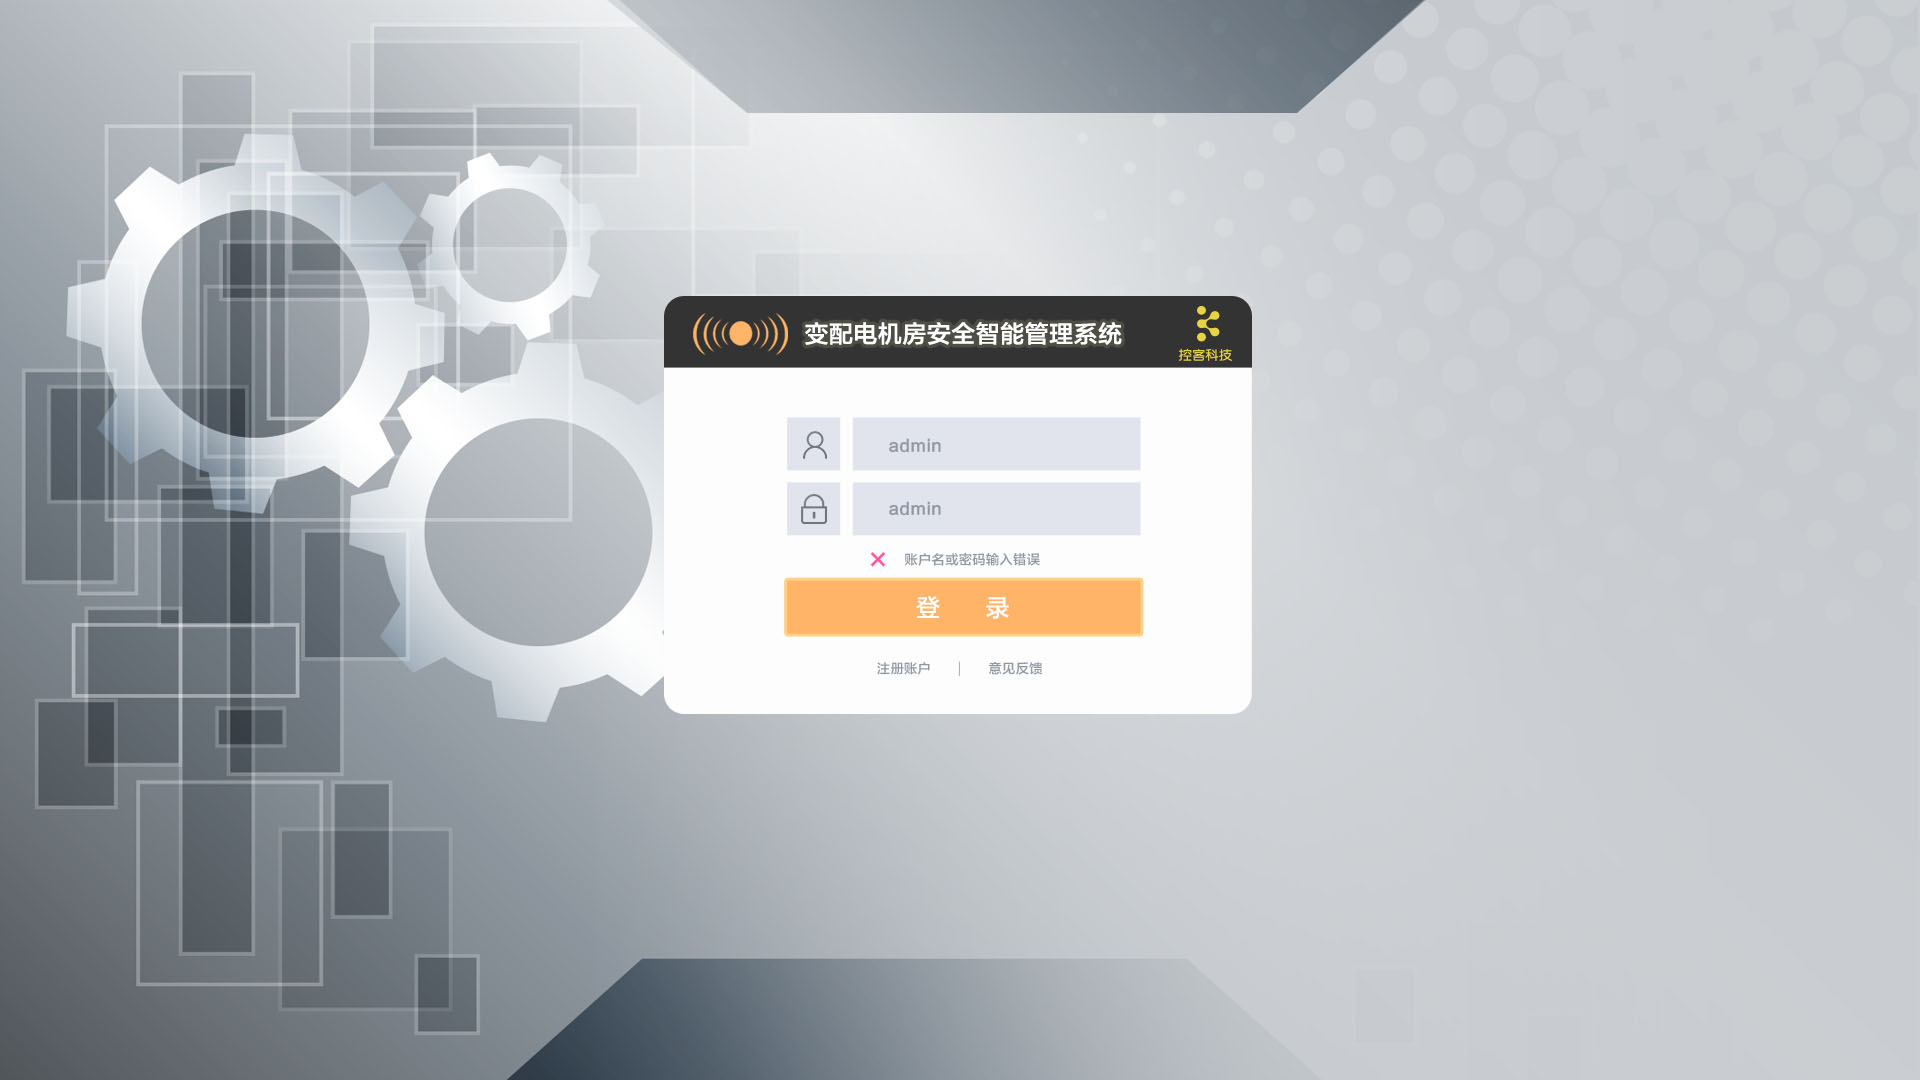 变配电机房安全智能管理系统
控客科技
admin
admin
账户名或密码输入错误
登 录
注册账户 | 意见反馈